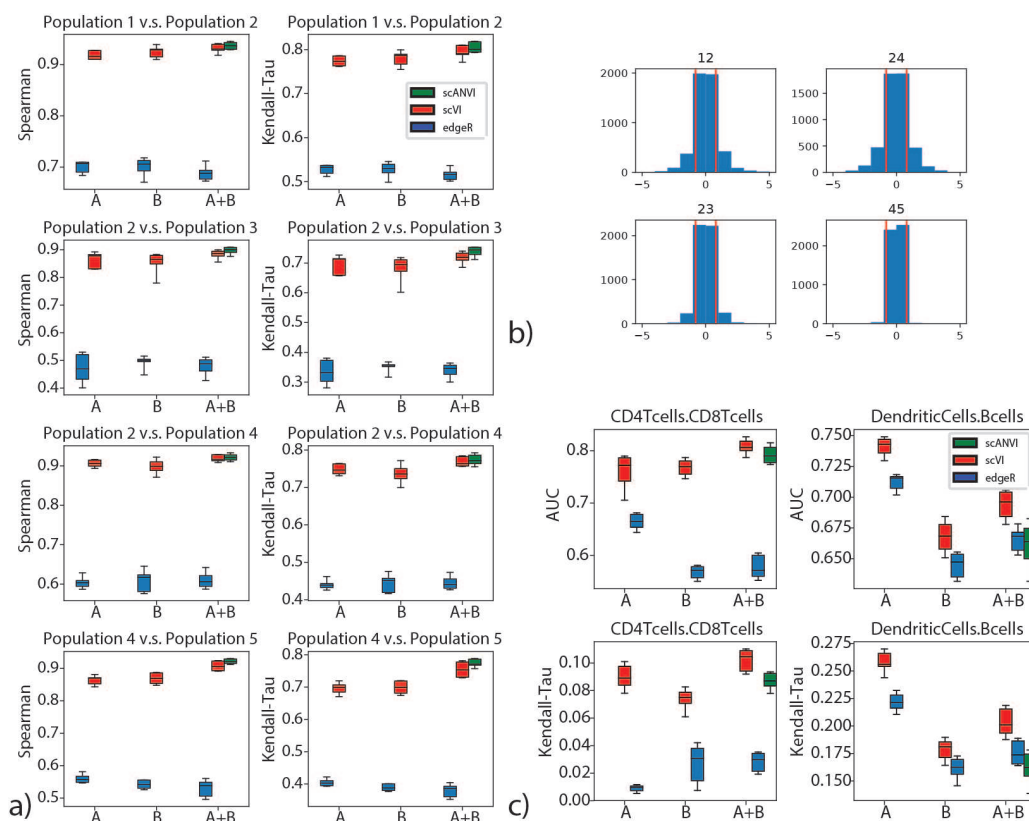 Population 1 v.s. Population 2
Spearman
0.9
0.8
0.7
A
B
A+B
Population 1 v.s. Population 2
Kendall-Tau
0.8
0.7
0.6
0.5
scANVI
scVI
edgeR
A
B
A+B
Population 2 v.s. Population 3
Spearman
0.9
0.8
0.7
0.6
0.5
0.4
A
B
A+B
Population 2 v.s. Population 3
Kendall-Tau
0.7
0.6
0.5
0.4
0.3
A
B
A+B
Population 2 v.s. Population 4
Spearman
0.9
0.8
0.7
0.6
A
B
A+B
Population 2 v.s. Population 4
Kendall-Tau
0.8
0.7
0.6
0.5
0.4
A
B
A+B
Population 4 v.s. Population 5
Spearman
0.9
0.8
0.7
0.6
0.5
A
B
A+B
Population 4 v.s. Population 5
Kendall-Tau
0.8
0.7
0.6
0.5
0.4
A
B
A+B
a)
12
2000
1000
0
−5
0
5
24
1500
1000
500
0
−5
0
5
23
2000
1000
0
−5
0
5
45
2000
1000
0
−5
0
5
b)
CD4Tcells.CD8Tcells
AUC
0.8
0.7
0.6
A
B
A+B
DendriticCells.Bcells
AUC
0.750
0.725
0.700
0.675
0.650
scANVI
scVI
edgeR
A
B
A+B
CD4Tcells.CD8Tcells
Kendall-Tau
0.10
0.08
0.06
0.04
0.02
0.00
A
B
A+B
DendriticCells.Bcells
Kendall-Tau
0.275
0.250
0.225
0.200
0.175
0.150
A
B
A+B
c)